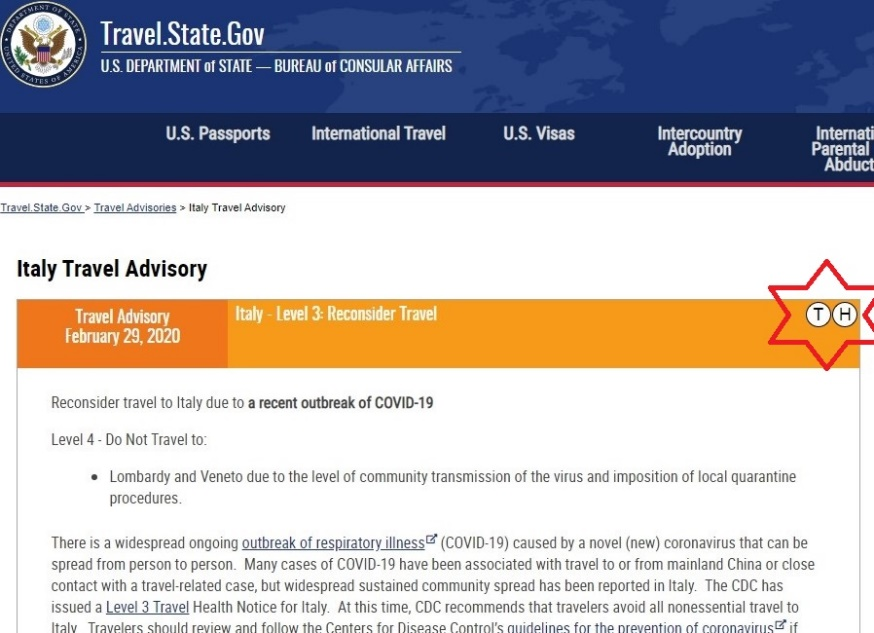 Travel.State.Gov
U.S. DEPARTMENT of STATE — BUREAU of CONSULAR AFFAIRS
U.S. Passports International Travel U.S. Visas Intercountry Adoption Internati Parental Abduct
Travel.State.Gov > Travel Advisories > Italy Travel Advisory
Italy Travel Advisory
Travel Advisory
February 29, 2020
Italy - Level 3: Reconsider Travel
T H
Reconsider travel to Italy due to a recent outbreak of COVID-19
Level 4 - Do Not Travel to:
• Lombardy and Veneto due to the level of community transmission of the virus and imposition of local quarantine
procedures.
There is a widespread ongoing outbreak of respiratory illness (COVID-19) caused by a novel (new) coronavirus that can be
spread from person to person. Many cases of COVID-19 have been associated with travel to or from mainland China or close
contact with a travel-related case, but widespread sustained community spread has been reported in Italy. The CDC has
issued a Level 3 Travel Health Notice for Italy. At this time, CDC recommends that travelers avoid all nonessential travel to
Italy. Travelers should review and follow the Centers for Disease Control's guidelines for the prevention of coronavirus if